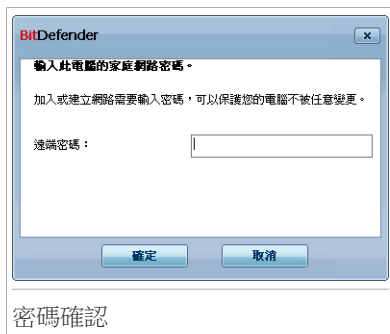 BitDefender
輸入此電腦的家庭網路密碼。
加入或建立網路需要輸入密碼，可以保護您的電腦不被任意變更。
遠端密碼：
確定 取消
密碼確認